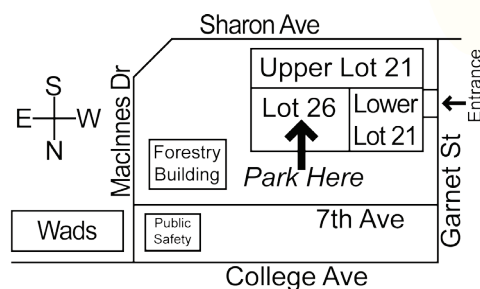 Sharon Ave
Upper Lot 21
Lot 26
Lower
Lot 21
Entrance
S
E
W
N
MacInnes Dr
Forestry
Building
Park Here
Garnet St
7th Ave
Wads
Public
Safety
College Ave